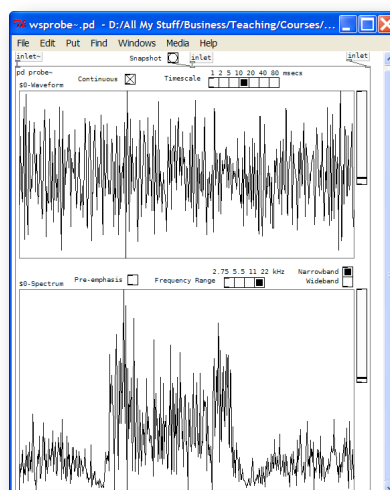 wsprobe~.pd - D:/All My Stuff/Business/Teaching/Courses/...
File Edit Put Find Windows Media Help
inlet~ Snapshot inlet inlet
pd probe~ Continuous Timescale 1 2 5 10 20 40 80 msecs
$0-Waveform
2.75 5.5 11 22 kHz Narrowband
$0-Spectrum Pre-emphasis Frequency Range Wideband